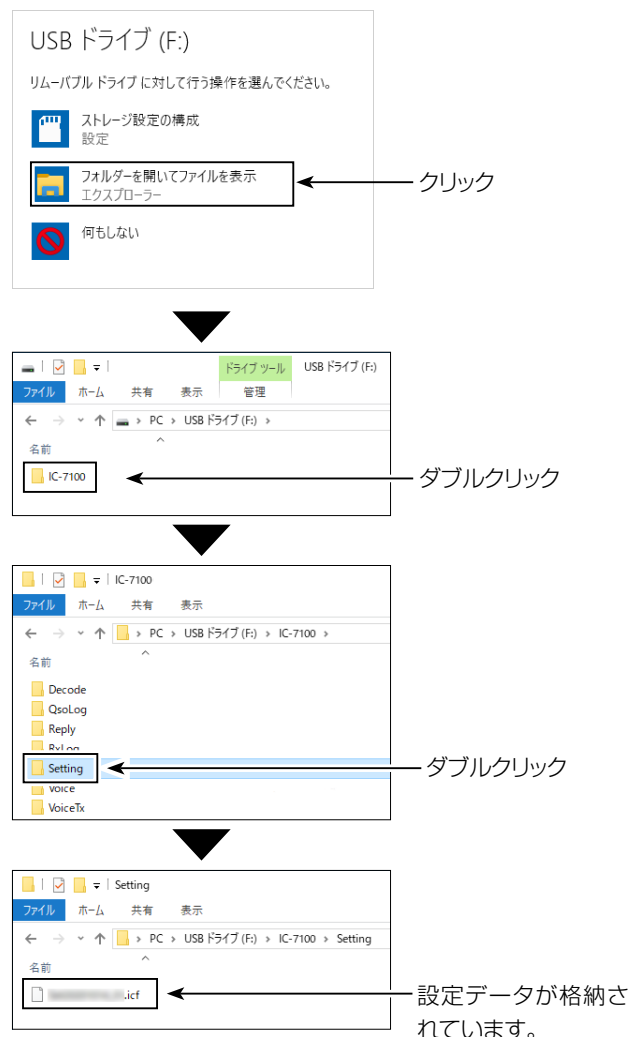 USB ドライブ (F:)
リムーバブル ドライブ に対して行う操作を選んでください。
ストレージ設定の構成
設定
フォルダーを開いてファイルを表示
エクスプローラー
クリック
何もしない
ドライブ ツール
USB ドライブ (F:)
ファイル ホーム 共有 表示 管理
PC › USB ドライブ (F:) ›
名前
IC-7100
ダブルクリック
IC-7100
ファイル ホーム 共有 表示
PC › USB ドライブ (F:) › IC-7100 ›
名前
Decode
QsoLog
Reply
RxLog
Setting
ダブルクリック
Voice
VoiceTx
Setting
ファイル ホーム 共有 表示
PC › USB ドライブ (F:) › IC-7100 › Setting
名前
.icf
設定データが格納さ
れています。